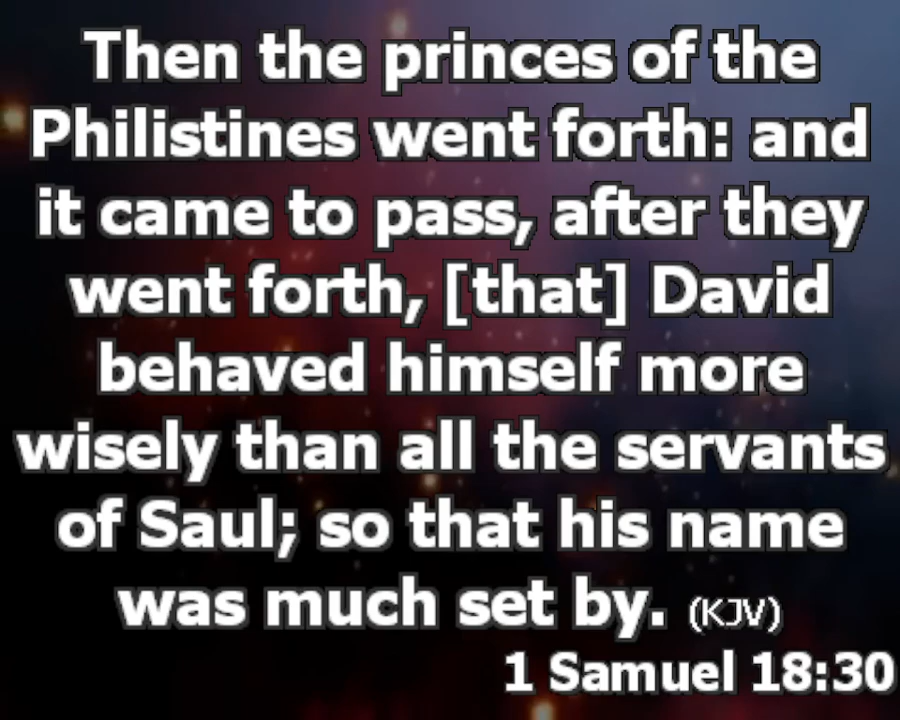 Then the princes of the
Philistines went forth: and
it came to pass, after they
went forth, [that] David
behaved himself more
wisely than all the servants
of Saul; so that his name
was much set by. (KJV)
1 Samuel 18:30